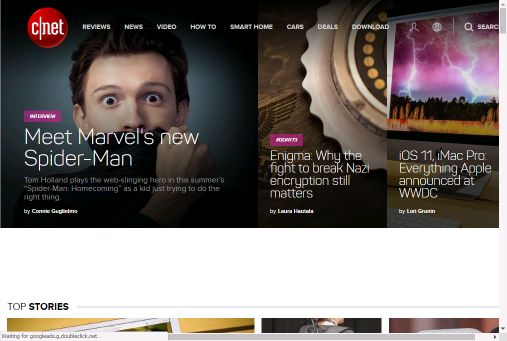 c|net
REVIEWS NEWS VIDEO HOW TO SMART HOME CARS DEALS DOWNLOAD SEARC
INTERVIEW
Meet Marvel's new
Spider-Man
Tom Holland plays the web-slinging hero in this summer's
"Spider-Man: Homecoming" as a kid just trying to do the
right thing.
by Connie Guglielmo
#DDAY73
Enigma: Why the
fight to break Nazi
encryption still
matters
by Laura Hautala
iOS 11, iMac Pro:
Everything Apple
announced at
WWDC
by Lori Grunin
TOP STORIES
Waiting for googleads.g.doubleclick.net...